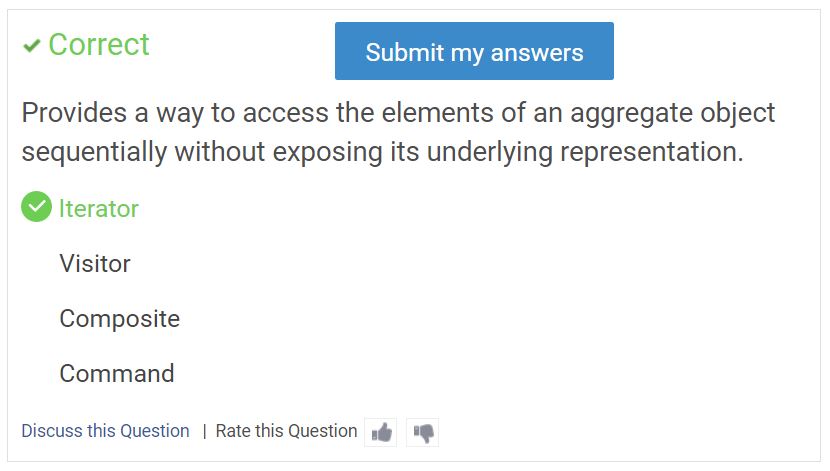 Correct
Submit my answers
Provides a way to access the elements of an aggregate object
sequentially without exposing its underlying representation.
Iterator
Visitor
Composite
Command
Discuss this Question | Rate this Question